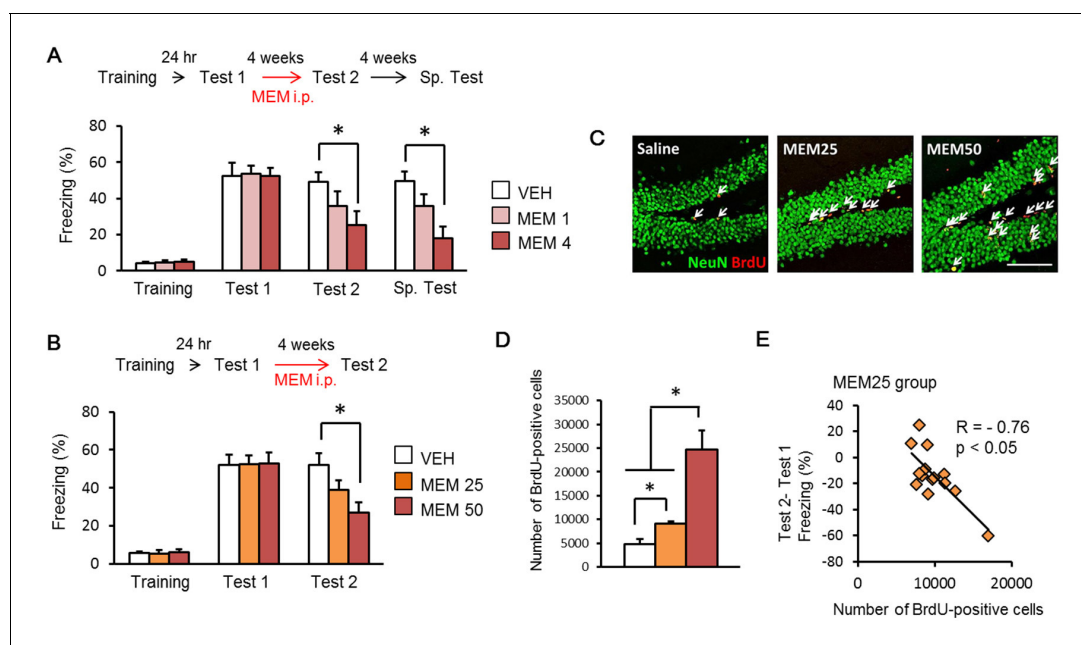 A
24 hr
4 weeks
4 weeks
Training
Test 1
Test 2
Sp. Test
MEM i.p.
80
60
40
20
0
Freezing (%)
*
*
Training
Test 1
Test 2
Sp. Test
VEH
MEM 1
MEM 4
B
24 hr
4 weeks
Training
Test 1
Test 2
MEM i.p.
80
60
40
20
0
Freezing (%)
*
Training
Test 1
Test 2
VEH
MEM 25
MEM 50
C
Saline
MEM25
MEM50
NeuN BrdU
D
Number of BrdU-positive cells
35000
30000
25000
20000
15000
10000
5000
0
*
*
E
MEM25 group
Test 2- Test 1
Freezing (%)
40
20
0
-20
-40
-60
-80
R = - 0.76
p < 0.05
0
10000
20000
Number of BrdU-positive cells